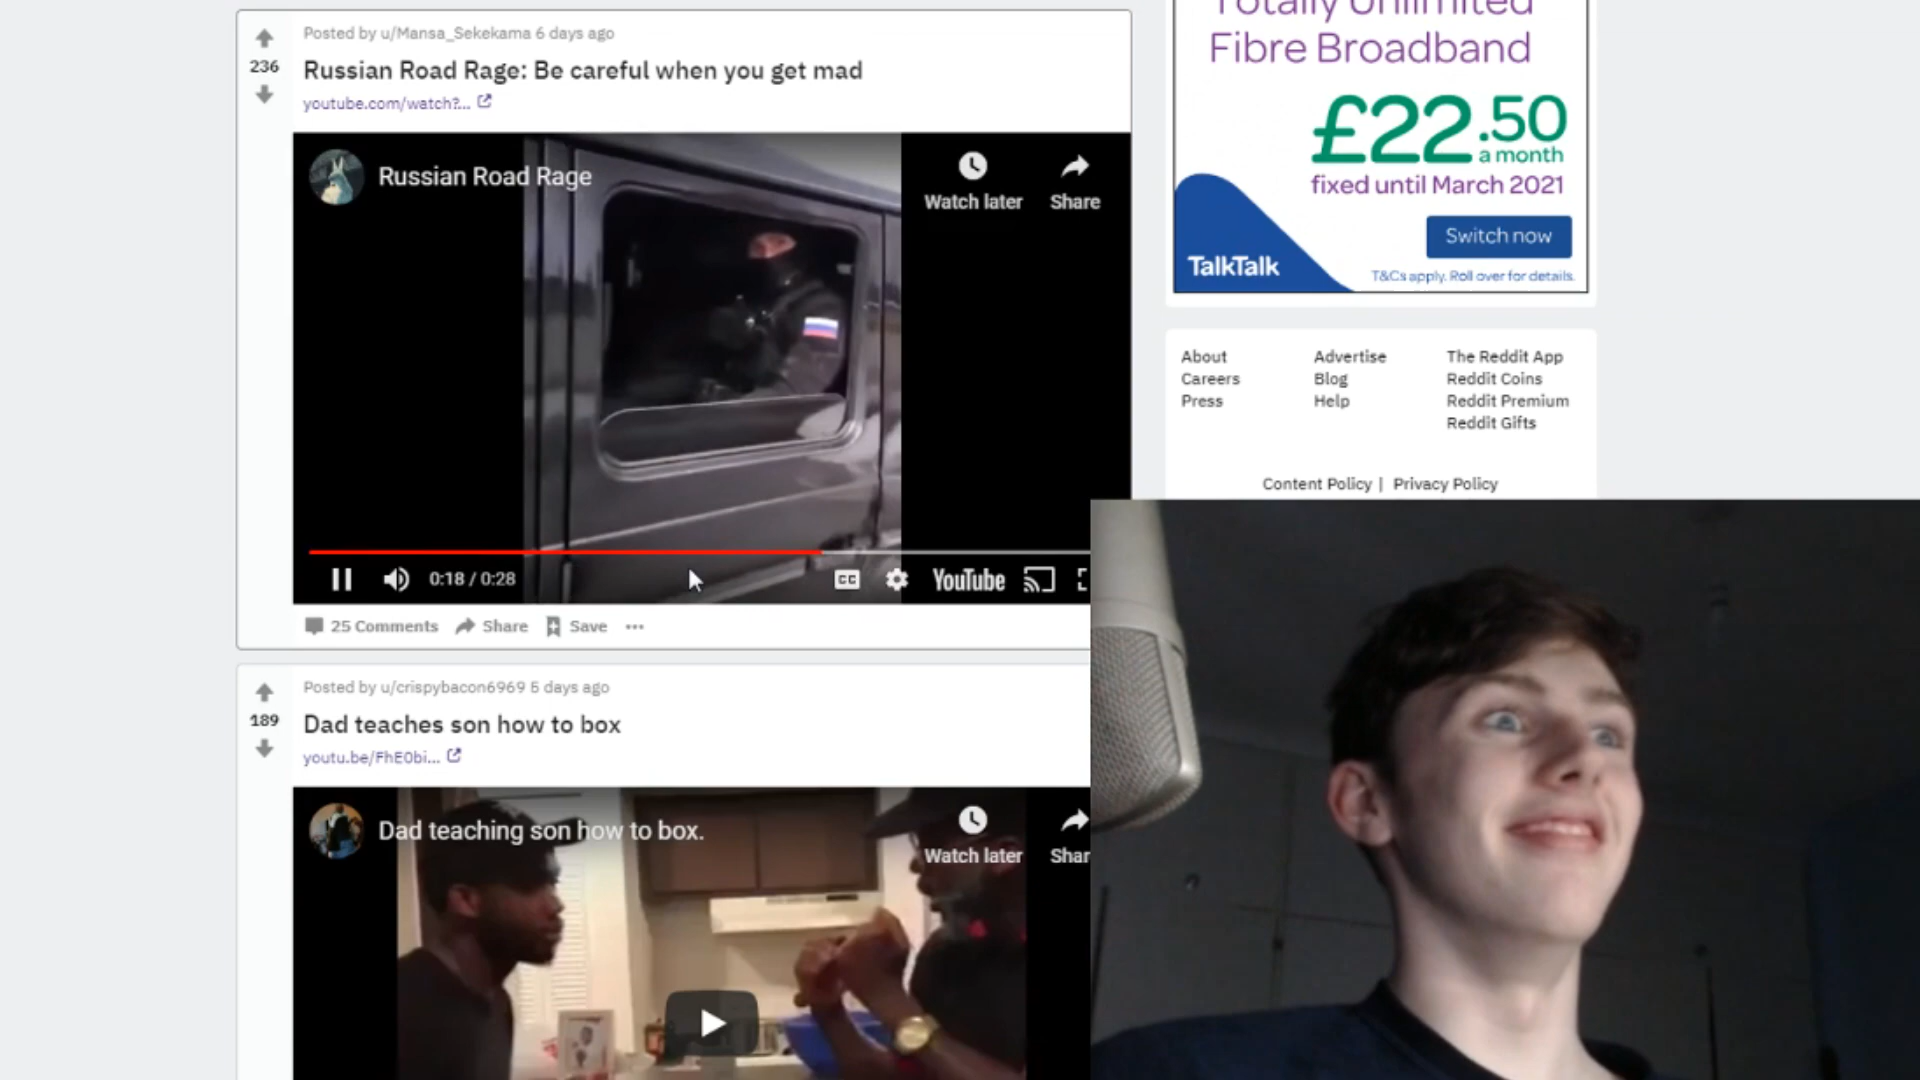 Posted by u/Mansa_Sekekama 6 days ago
236
Russian Road Rage: Be careful when you get mad
youtube.com/watch?...
Russian Road Rage
Watch later
Share
0:18 / 0:28
CC
YouTube
25 Comments
Share
Save
Posted by u/crispybacon6969 5 days ago
189
Dad teaches son how to box
youtu.be/FhE0bi...
Dad teaching son how to box.
Watch later
Shar
Totally Unlimited
Fibre Broadband
£22.50
a month
fixed until March 2021
Switch now
TalkTalk
T&Cs apply. Roll over for details.
About
Advertise
The Reddit App
Careers
Blog
Reddit Coins
Press
Help
Reddit Premium
Reddit Gifts
Content Policy | Privacy Policy